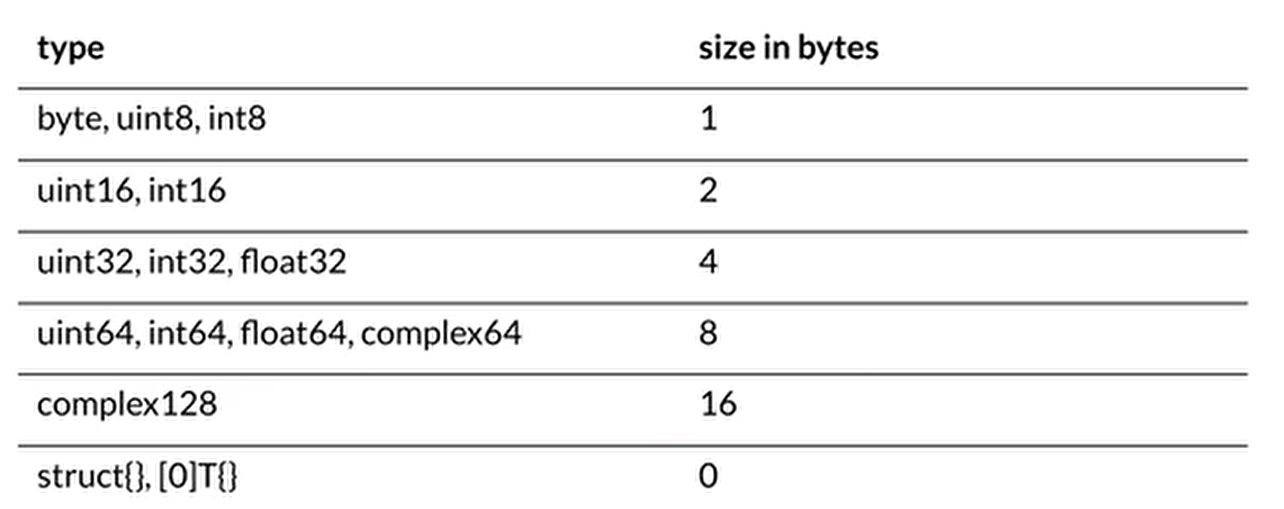 type size in bytes
byte, uint8, int8 1
uint16, int16 2
uint32, int32, float32 4
uint64, int64, float64, complex64 8
complex128 16
struct{}, [0]T{} 0